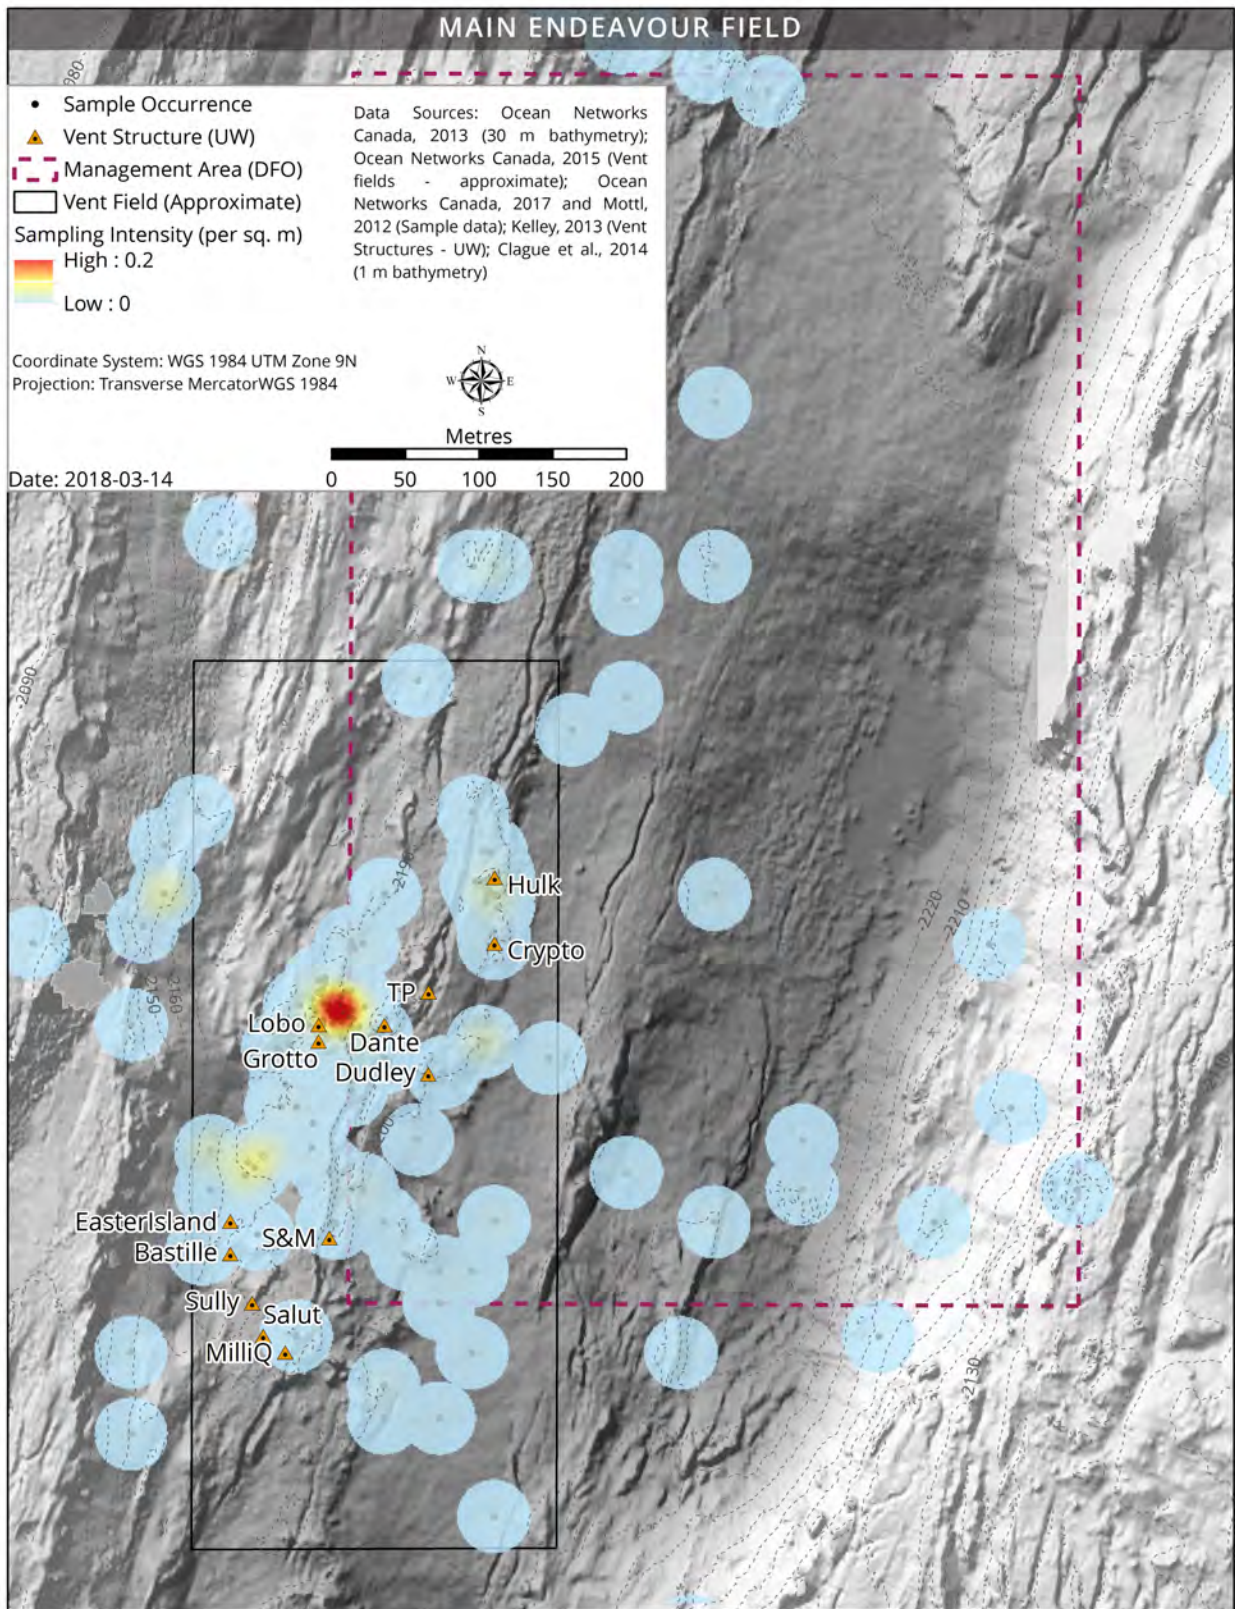 MAIN ENDEAVOUR FIELD
Sample Occurrence
Vent Structure (UW)
Management Area (DFO)
Vent Field (Approximate)
Sampling Intensity (per sq. m)
High : 0.2
Low : 0
Data Sources: Ocean Networks
Canada, 2013 (30 m bathymetry);
Ocean Networks Canada, 2015 (Vent
fields - approximate); Ocean
Networks Canada, 2017 and Mottl,
2012 (Sample data); Kelley, 2013 (Vent
Structures - UW); Clague et al., 2014
(1 m bathymetry)
Coordinate System: WGS 1984 UTM Zone 9N
Projection: Transverse MercatorWGS 1984
N
W E
S
Metres
0 50 100 150 200
Date: 2018-03-14
-2090
Hulk
Crypto
-2220
-2210
-2150
-2160
TP
Lobo
Dante
Grotto
Dudley
EasterIsland
S&M
Bastille
Sully
Salut
MilliQ
-2130